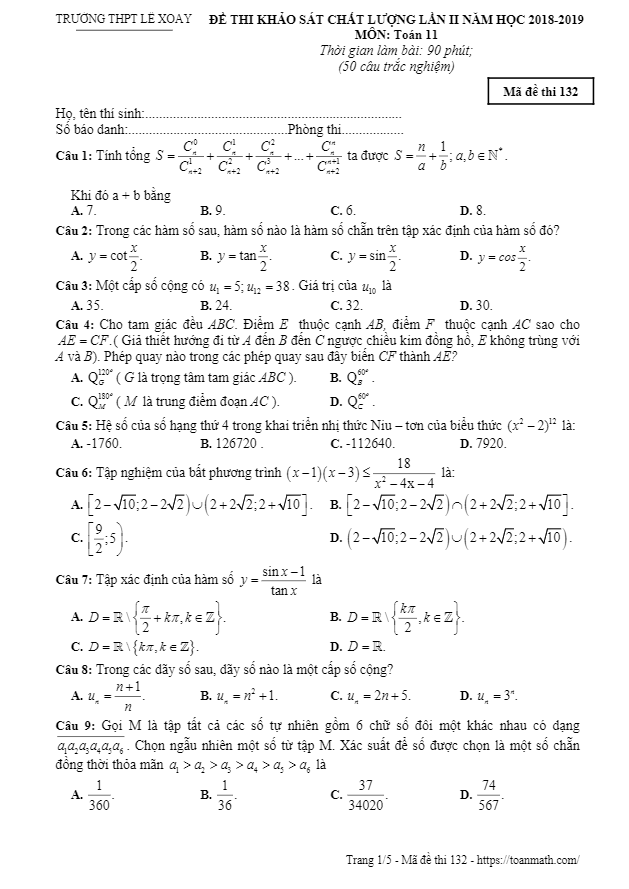 TRƯỜNG THPT LÊ XOAY ĐỀ THI KHẢO SÁT CHẤT LƯỢNG LẦN II NĂM HỌC 2018-2019
MÔN: Toán 11
Thời gian làm bài: 90 phút;
(50 câu trắc nghiệm)
Mã đề thi 132
Họ, tên thí sinh:..........................................................................
Số báo danh:..............................................Phòng thi..................
Câu 1: Tính tổng $S=\frac{C_n^0}{C_{n+2}^1}+\frac{C_n^1}{C_{n+2}^2}+\frac{C_n^2}{C_{n+2}^3}+...+\frac{C_n^n}{C_{n+2}^{n+1}}$ ta được $S=\frac{n}{a}+\frac{1}{b}; a,b\in\mathbb{N}^*$.
Khi đó a + b bằng
A. 7. B. 9. C. 6. D. 8.
Câu 2: Trong các hàm số sau, hàm số nào là hàm số chẵn trên tập xác định của hàm số đó?
A. $y=\cot\frac{x}{2}$. B. $y=\tan\frac{x}{2}$. C. $y=\sin\frac{x}{2}$. D. $y=cos\frac{x}{2}$.
Câu 3: Một cấp số cộng có $u_1=5; u_{12}=38$. Giá trị của $u_{10}$ là
A. 35. B. 24. C. 32. D. 30.
Câu 4: Cho tam giác đều ABC. Điểm E thuộc cạnh AB, điểm F thuộc cạnh AC sao cho
AE = CF.( Giả thiết hướng đi từ A đến B đến C ngược chiều kim đồng hồ, E không trùng với
A và B). Phép quay nào trong các phép quay sau đây biến CF thành AE?
A. $Q_G^{120°}$ ( G là trọng tâm tam giác ABC ). B. $Q_B^{60°}$ .
C. $Q_M^{180°}$ ( M là trung điểm đoạn AC ). D. $Q_C^{60°}$ .
Câu 5: Hệ số của số hạng thứ 4 trong khai triển nhị thức Niu – tơn của biểu thức $(x^2-2)^{12}$ là:
A. -1760. B. 126720 . C. -112640. D. 7920.
Câu 6: Tập nghiệm của bất phương trình $(x-1)(x-3)\le\frac{18}{x^2-4x-4}$ là:
A. $[2-\sqrt{10};2-2\sqrt{2})\cup(2+2\sqrt{2};2+\sqrt{10}]$. B. $[2-\sqrt{10};2-2\sqrt{2})\cap(2+2\sqrt{2};2+\sqrt{10}]$.
C. $[\frac{9}{2};5)$. D. $(2-\sqrt{10};2-2\sqrt{2})\cup(2+2\sqrt{2};2+\sqrt{10})$.
Câu 7: Tập xác định của hàm số $y=\frac{\sin x-1}{\tan x}$ là
A. $D=\mathbb{R}\setminus\{\frac{\pi}{2}+k\pi,k\in\mathbb{Z}\}$. B. $D=\mathbb{R}\setminus\{\frac{k\pi}{2},k\in\mathbb{Z}\}$.
C. $D=\mathbb{R}\setminus\{k\pi,k\in\mathbb{Z}\}$. D. $D=\mathbb{R}$.
Câu 8: Trong các dãy số sau, dãy số nào là một cấp số cộng?
A. $u_n=\frac{n+1}{n}$. B. $u_n=n^2+1$. C. $u_n=2n+5$. D. $u_n=3^n$.
Câu 9: Gọi M là tập tất cả các số tự nhiên gồm 6 chữ số đôi một khác nhau có dạng
$\overline{a_1a_2a_3a_4a_5a_6}$ . Chọn ngẫu nhiên một số từ tập M. Xác suất để số được chọn là một số chẵn
đồng thời thỏa mãn $a_1>a_2>a_3>a_4>a_5>a_6$ là
A. $\frac{1}{360}$. B. $\frac{1}{36}$. C. $\frac{37}{34020}$. D. $\frac{74}{567}$.
Trang 1/5 - Mã đề thi 132 - https://toanmath.com/